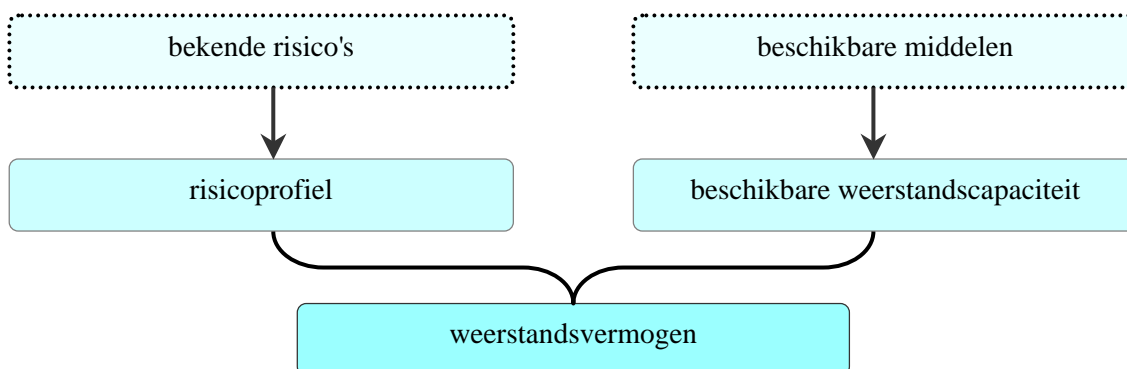 bekende risico's
beschikbare middelen
risicoprofiel
beschikbare weerstandscapaciteit
weerstandsvermogen